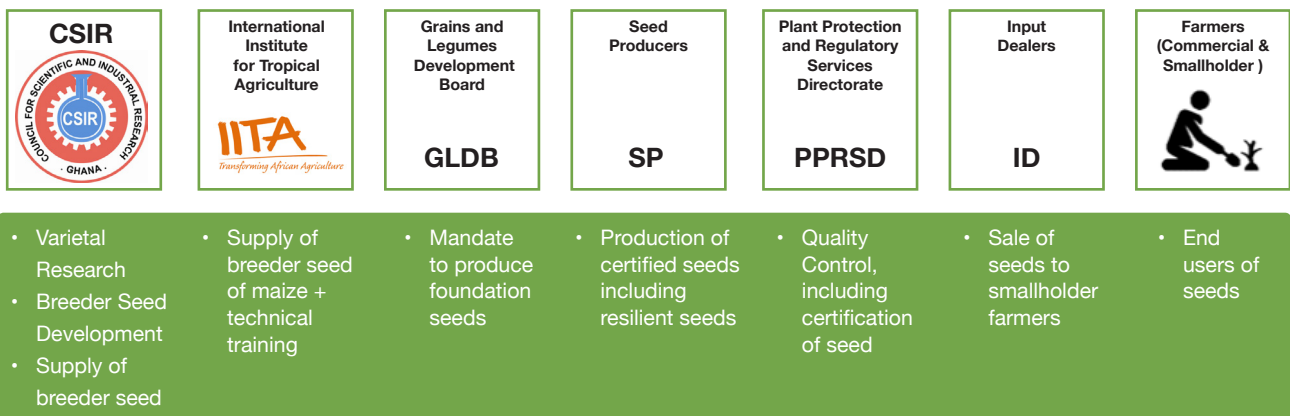 CSIR
COUNCIL FOR SCIENTIFIC AND INDUSTRIAL RESEARCH
CSIR
· GHANA ·
International
Institute
for Tropical
Agriculture
IITA
Transforming African Agriculture
Grains and
Legumes
Development
Board
GLDB
Seed
Producers
SP
Plant Protection
and Regulatory
Services
Directorate
PPRSD
Input
Dealers
ID
Farmers
(Commercial &
Smallholder )
• Varietal
Research
• Breeder Seed
Development
• Supply of
breeder seed
• Supply of
breeder seed
of maize +
technical
training
• Mandate
to produce
foundation
seeds
• Production of
certified seeds
including
resilient seeds
• Quality
Control,
including
certification
of seed
• Sale of
seeds to
smallholder
farmers
• End
users of
seeds